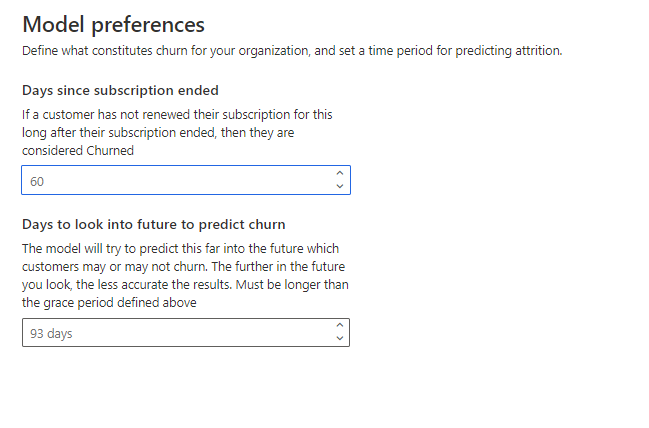 Model preferences
Define what constitutes churn for your organization, and set a time period for predicting attrition.
Days since subscription ended
If a customer has not renewed their subscription for this
long after their subscription ended, then they are
considered Churned
60
Days to look into future to predict churn
The model will try to predict this far into the future which
customers may or may not churn. The further in the future
you look, the less accurate the results. Must be longer than
the grace period defined above
93 days